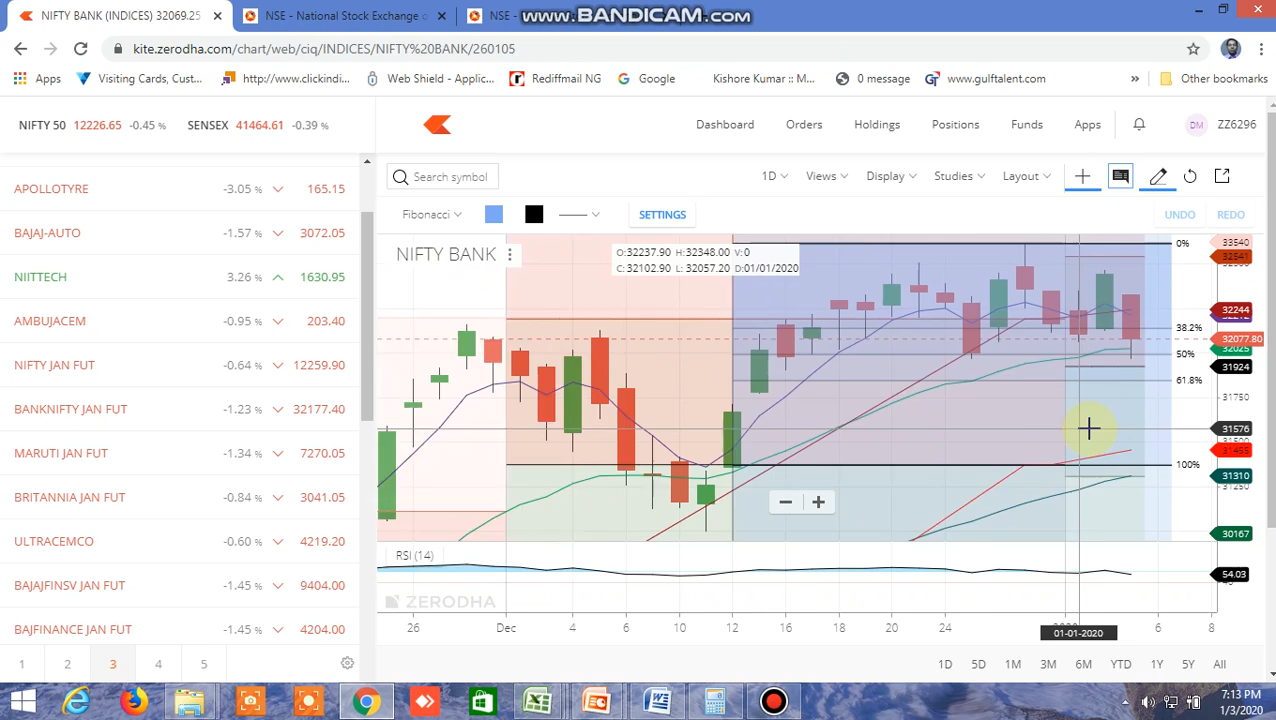 NIFTY BANK (INDICES) 32069.25
NSE - National Stock Exchange o
NSE -
www.BANDICAM.com
kite.zerodha.com/chart/web/ciq/INDICES/NIFTY%20BANK/260105
Apps
Visiting Cards, Cust...
http://www.clickindi...
Web Shield - Applic...
Rediffmail NG
Google
Kishore Kumar :: M...
0 message
www.gulftalent.com
»
Other bookmarks
NIFTY 50 12226.65 -0.45 %
SENSEX 41464.61 -0.39 %
Dashboard
Orders
Holdings
Positions
Funds
Apps
DM
ZZ6296
APOLLOTYRE -3.05 % 165.15
BAJAJ-AUTO -1.57 % 3072.05
NIITTECH 3.26 % 1630.95
AMBUJACEM -0.95 % 203.40
NIFTY JAN FUT -0.64 % 12259.90
BANKNIFTY JAN FUT -1.23 % 32177.40
MARUTI JAN FUT -1.34 % 7270.05
BRITANNIA JAN FUT -0.84 % 3041.05
ULTRACEMCO -0.60 % 4219.20
BAJAJFINSV JAN FUT -1.45 % 9404.00
BAJFINANCE JAN FUT -1.45 % 4204.00
1 2 3 4 5
Search symbol
1D
Views
Display
Studies
Layout
Fibonacci
SETTINGS
UNDO
REDO
NIFTY BANK
O:32237.90 H:32348.00 V:0
C:32102.90 L: 32057.20 D:01/01/2020
0%
38.2%
50%
61.8%
100%
33540
32541
32244
32077.80
32025
31924
31750
31576
31455
31310
31250
30167
RSI (14)
54.03
ZERODHA
26 Dec 4 6 10 12 16 18 20 24 6 8
01-01-2020
1D 5D 1M 3M 6M YTD 1Y 5Y All
7:13 PM
1/3/2020